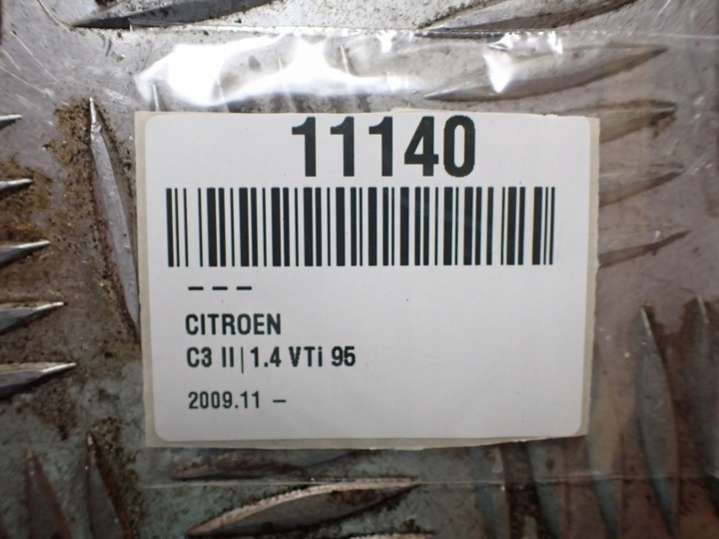 11140
---
CITROEN
C3 II|1.4 VTi 95
2009.11 -